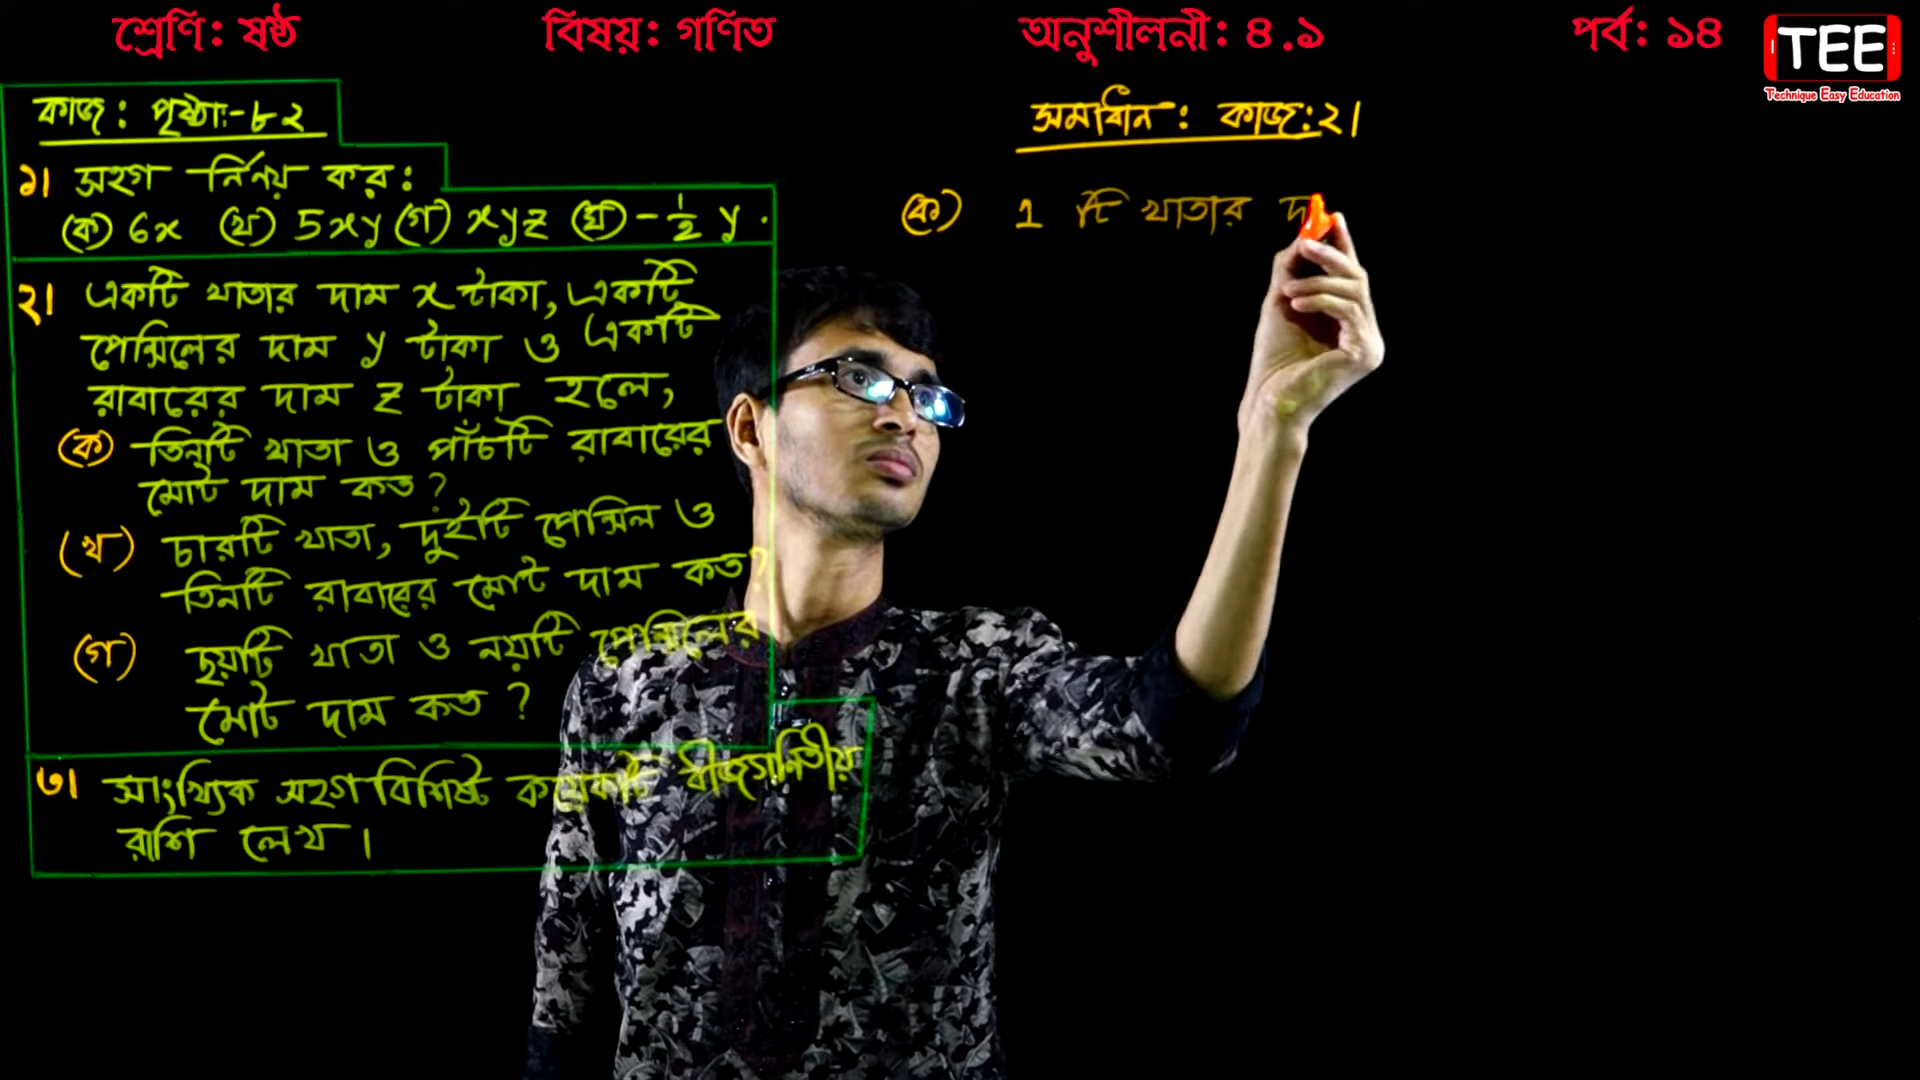 শ্রেণি: ষষ্ঠ
বিষয়: গণিত
অনুশীলনী: ৪.১
পর্ব: ১৪
TEE
Technique Easy Education
কাজ: পৃষ্ঠা:-৮২
১। সহগ নির্ণয় কর:
(ক) 6x (খ) 5xy (গ) xyz (ঘ) -1/2 y.
২। একটি খাতার দাম x টাকা, একটি
পেন্সিলের দাম y টাকা ও একটি
রাবারের দাম z টাকা হলে,
(ক) তিনটি খাতা ও পাঁচটি রাবারের
মোট দাম কত?
(খ) চারটি খাতা, দুইটি পেন্সিল ও
তিনটি রাবারের মোট দাম কত?
(গ) ছয়টি খাতা ও নয়টি পেন্সিলের
মোট দাম কত?
৩। সাংখ্যিক সহগবিশিষ্ট কয়েকটি বীজগণিতীয়
রাশি লেখ।
সমাধান: কাজ:২।
(ক) 1 টি খাতার দা